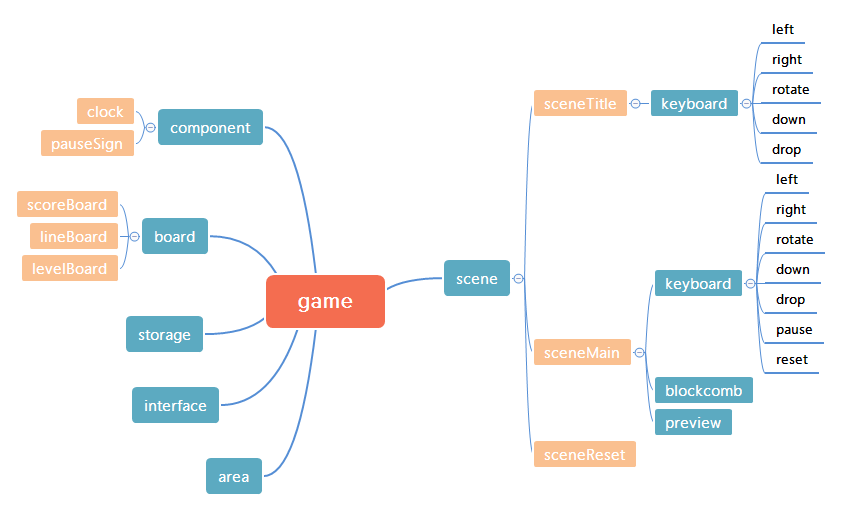 game
component
clock
pauseSign
board
scoreBoard
lineBoard
levelBoard
storage
interface
area
scene
sceneTitle
keyboard
left
right
rotate
down
drop
sceneMain
keyboard
left
right
rotate
down
drop
pause
reset
blockcomb
preview
sceneReset